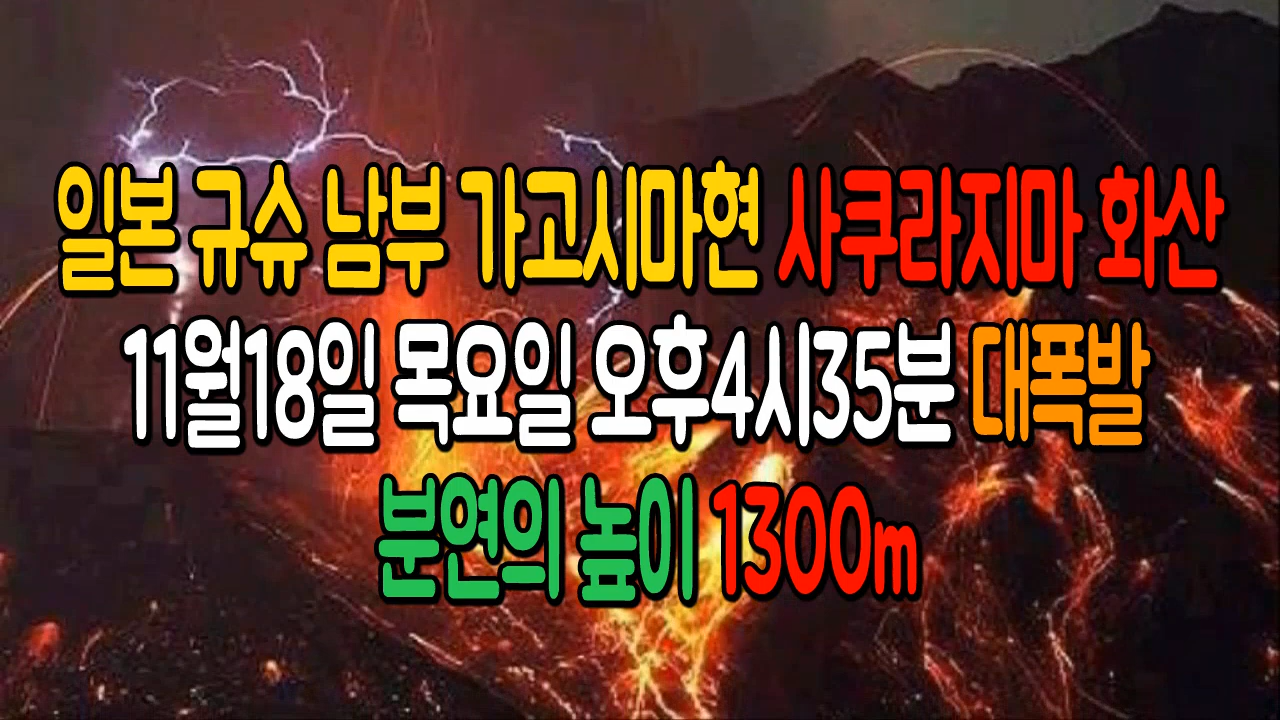 일본 규슈 남부 가고시마현 사쿠라지마 화산
11월18일 목요일 오후4시35분 대폭발
분연의 높이 1300m